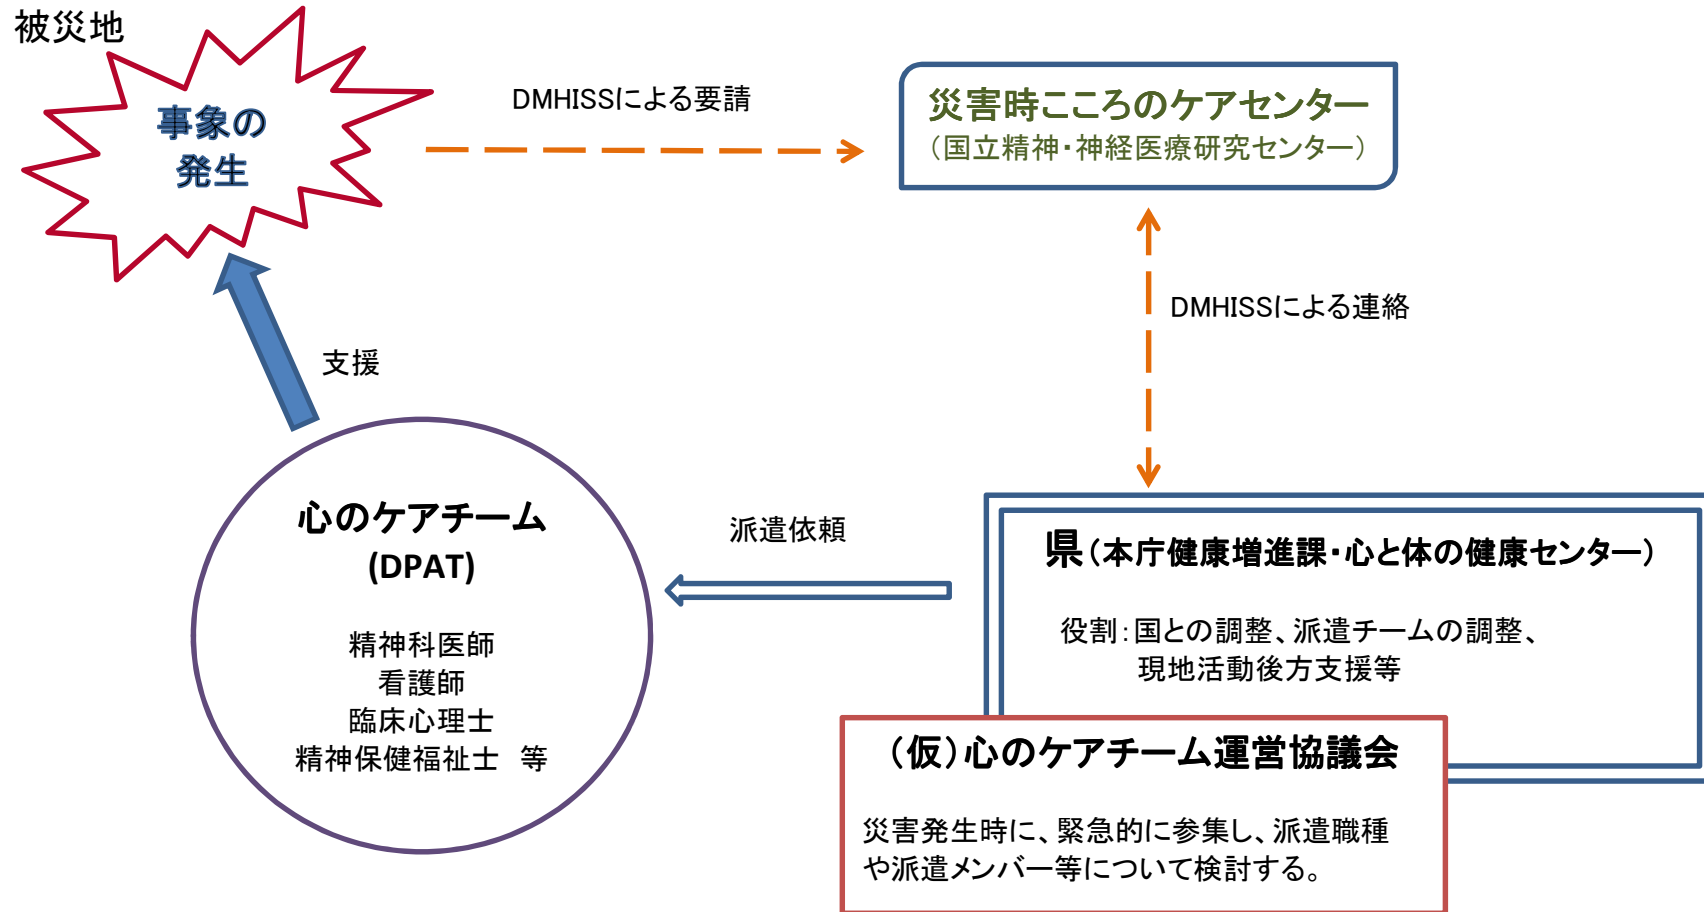 被災地
事象の
発生
DMHISSによる要請
災害時こころのケアセンター
（国立精神・神経医療研究センター）
DMHISSによる連絡
支援
心のケアチーム
(DPAT)
精神科医師
看護師
臨床心理士
精神保健福祉士　等
派遣依頼
県（本庁健康増進課・心と体の健康センター）
役割：国との調整、派遣チームの調整、
現地活動後方支援等
（仮）心のケアチーム運営協議会
災害発生時に、緊急的に参集し、派遣職種
や派遣メンバー等について検討する。